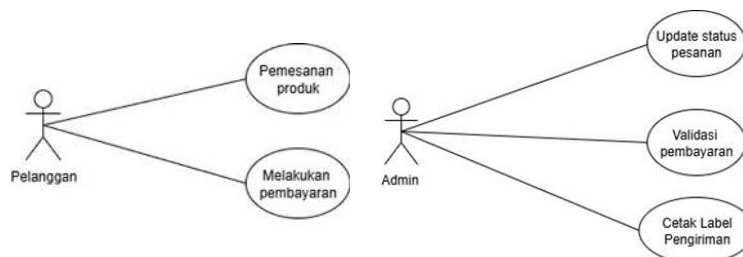 Pemesanan
produk
Melakukan
pembayaran
Pelanggan
Update status
pesanan
Validasi
pembayaran
Cetak Label
Pengiriman
Admin